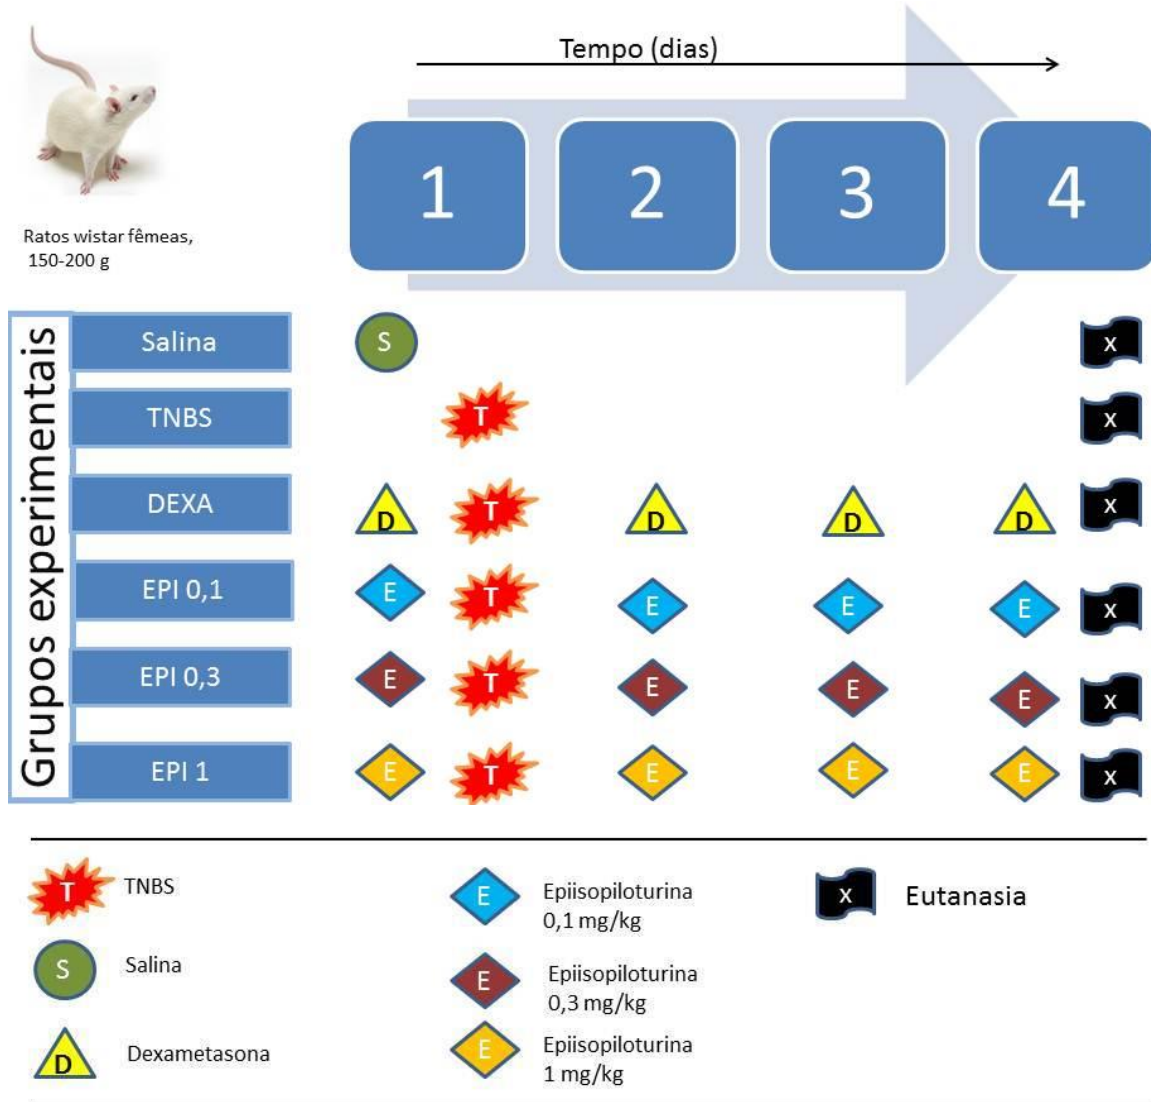 Tempo (dias)
1 2 3 4
Ratos wistar fêmeas,
150-200 g
Grupos experimentais
Salina S x
TNBS T x
DEXA D T D D D x
EPI 0,1 E T E E E x
EPI 0,3 E T E E E x
EPI 1 E T E E E x
T TNBS
S Salina
D Dexametasona
E Epiisopiloturina
0,1 mg/kg
E Epiisopiloturina
0,3 mg/kg
E Epiisopiloturina
1 mg/kg
x Eutanasia